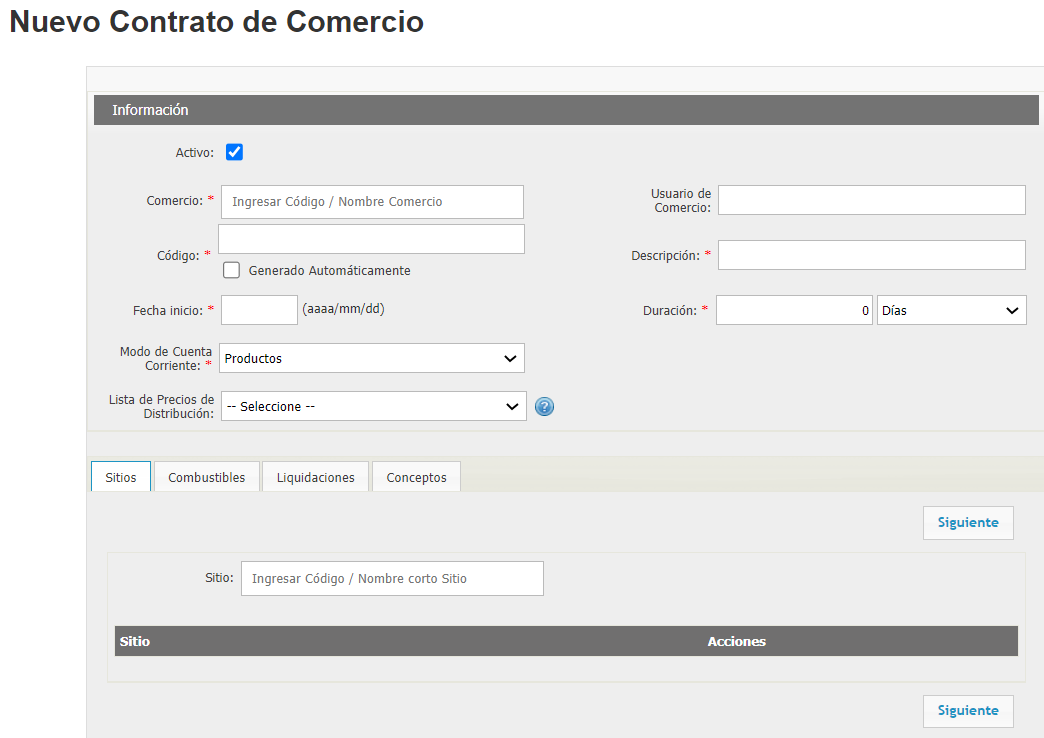 Nuevo Contrato de Comercio
Información
Activo:
Comercio: * Ingresar Código / Nombre Comercio
Usuario de
Comercio:
Código: *
Generado Automáticamente
Descripción: *
Fecha inicio: * (aaaa/mm/dd)
Duración: * 0 Días
Modo de Cuenta
Corriente: * Productos
Lista de Precios de
Distribución: -- Seleccione -- ?
Sitios Combustibles Liquidaciones Conceptos
Siguiente
Sitio: Ingresar Código / Nombre corto Sitio
Sitio Acciones
Siguiente